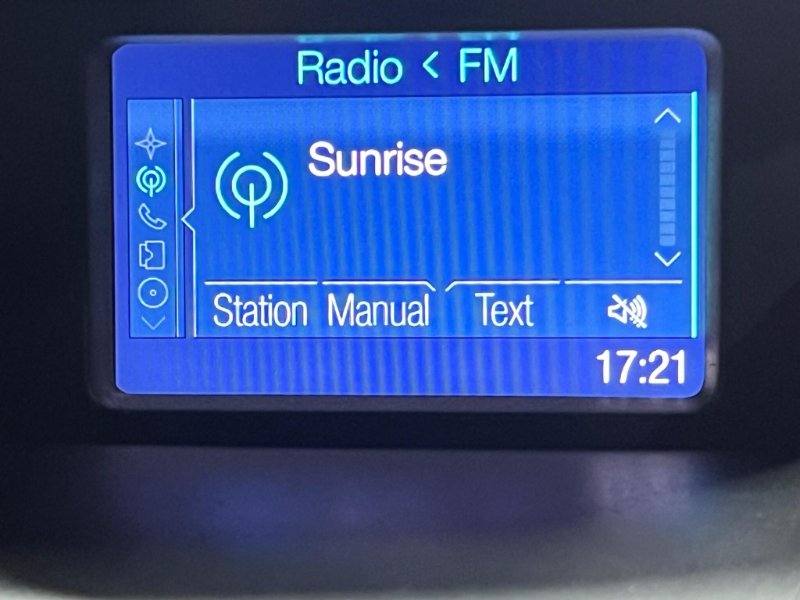 Radio < FM
Sunrise
Station Manual Text
17:21